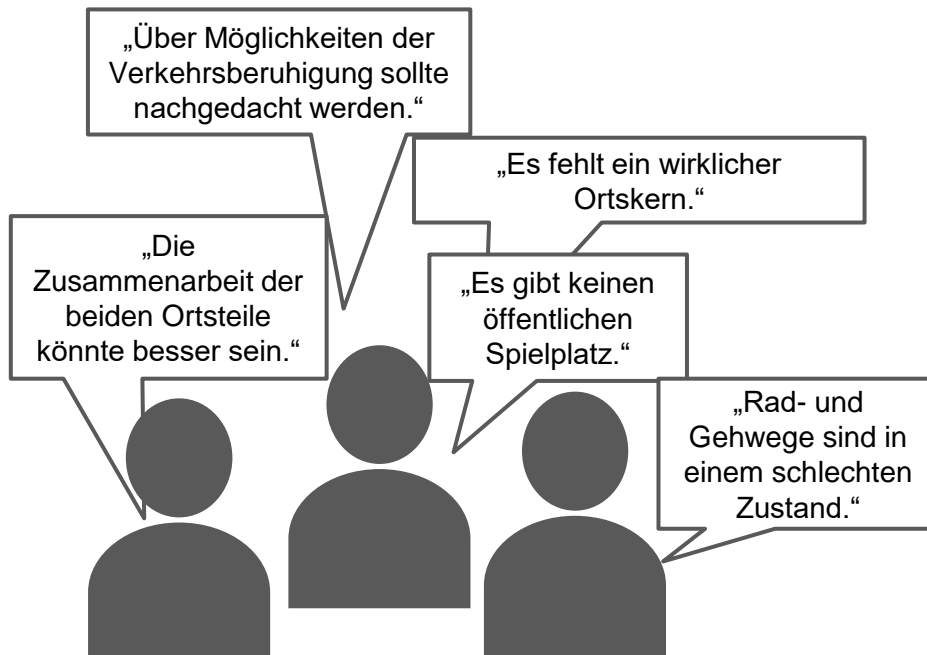 „Über Möglichkeiten der
Verkehrsberuhigung sollte
nachgedacht werden.“
„Es fehlt ein wirklicher
Ortskern.“
„Die
Zusammenarbeit der
beiden Ortsteile
könnte besser sein.“
„Es gibt keinen
öffentlichen
Spielplatz.“
„Rad- und
Gehwege sind in
einem schlechten
Zustand.“